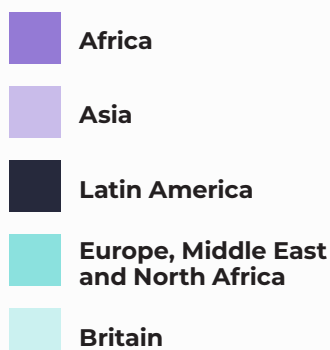 Africa
Asia
Latin America
Europe, Middle East
and North Africa
Britain